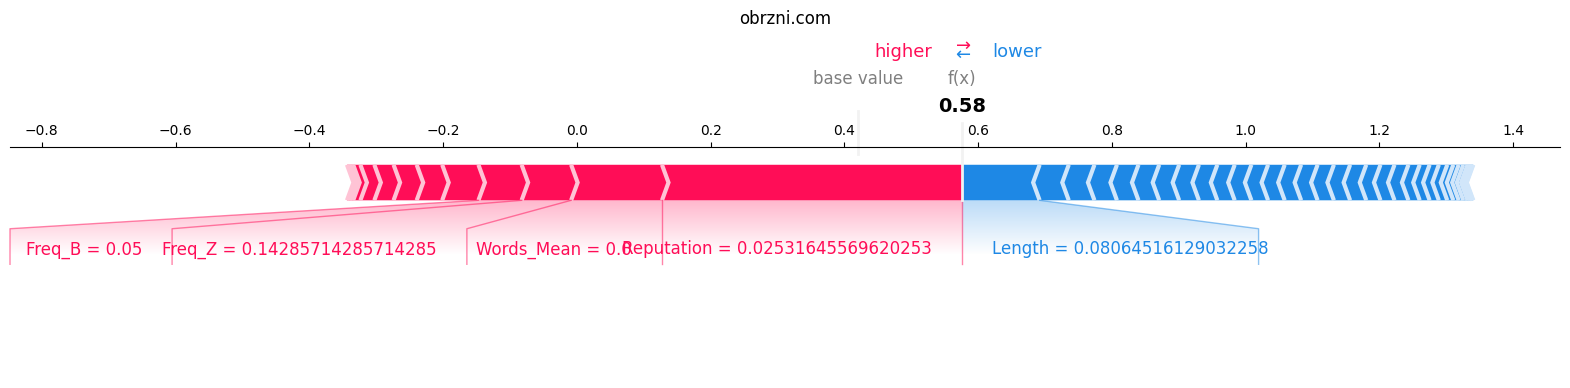 obrzni.com
higher ⇄ lower
base value f(x)
0.58
−0.8 −0.6 −0.4 −0.2 0.0 0.2 0.4 0.6 0.8 1.0 1.2 1.4
Freq_B = 0.05 Freq_Z = 0.14285714285714285 Words_Mean = 0.0 Reputation = 0.02531645569620253 Length = 0.08064516129032258